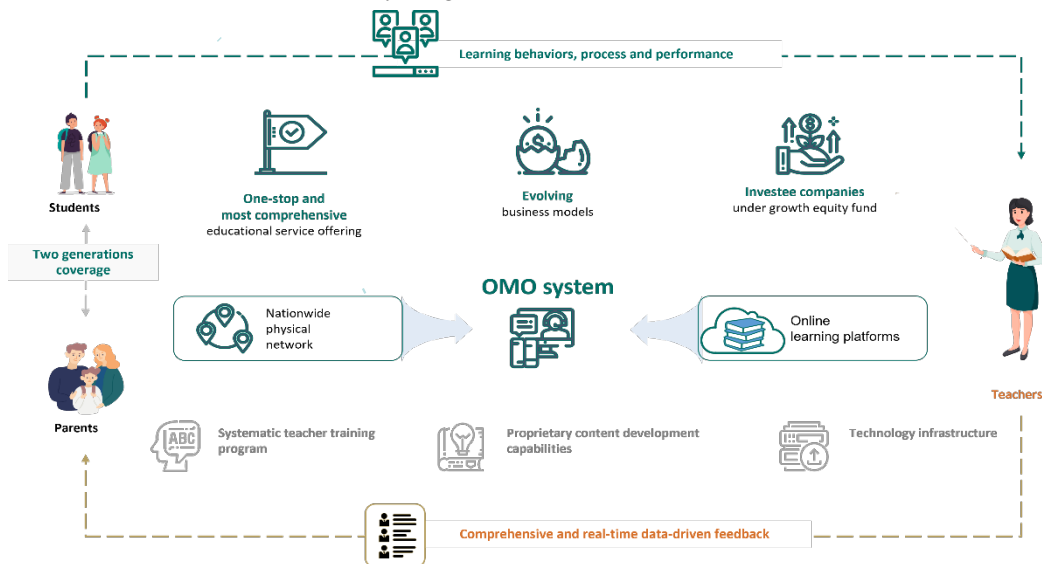 Learning behaviors, process and performance
Students
One-stop and
most comprehensive
educational service offering
Evolving
business models
Investee companies
under growth equity fund
Two generations
coverage
OMO system
Nationwide
physical
network
Online
learning platforms
Parents
Teachers
ABC
Systematic teacher training
program
Proprietary content development
capabilities
Technology infrastructure
Comprehensive and real-time data-driven feedback